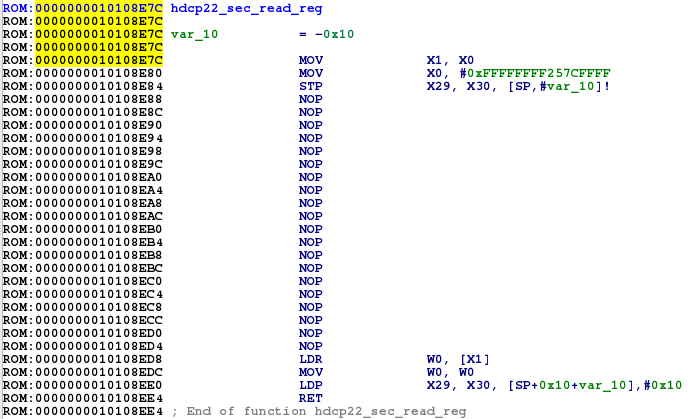 ROM:0000000010108E7C hdcp22_sec_read_reg
ROM:0000000010108E7C
ROM:0000000010108E7C var_10 = -0x10
ROM:0000000010108E7C
ROM:0000000010108E7C MOV X1, X0
ROM:0000000010108E80 MOV X0, #0xFFFFFFFF257CFFFF
ROM:0000000010108E84 STP X29, X30, [SP,#var_10]!
ROM:0000000010108E88 NOP
ROM:0000000010108E8C NOP
ROM:0000000010108E90 NOP
ROM:0000000010108E94 NOP
ROM:0000000010108E98 NOP
ROM:0000000010108E9C NOP
ROM:0000000010108EA0 NOP
ROM:0000000010108EA4 NOP
ROM:0000000010108EA8 NOP
ROM:0000000010108EAC NOP
ROM:0000000010108EB0 NOP
ROM:0000000010108EB4 NOP
ROM:0000000010108EB8 NOP
ROM:0000000010108EBC NOP
ROM:0000000010108EC0 NOP
ROM:0000000010108EC4 NOP
ROM:0000000010108EC8 NOP
ROM:0000000010108ECC NOP
ROM:0000000010108ED0 NOP
ROM:0000000010108ED4 NOP
ROM:0000000010108ED8 LDR W0, [X1]
ROM:0000000010108EDC MOV W0, W0
ROM:0000000010108EE0 LDP X29, X30, [SP+0x10+var_10],#0x10
ROM:0000000010108EE4 RET
ROM:0000000010108EE4 ; End of function hdcp22_sec_read_reg